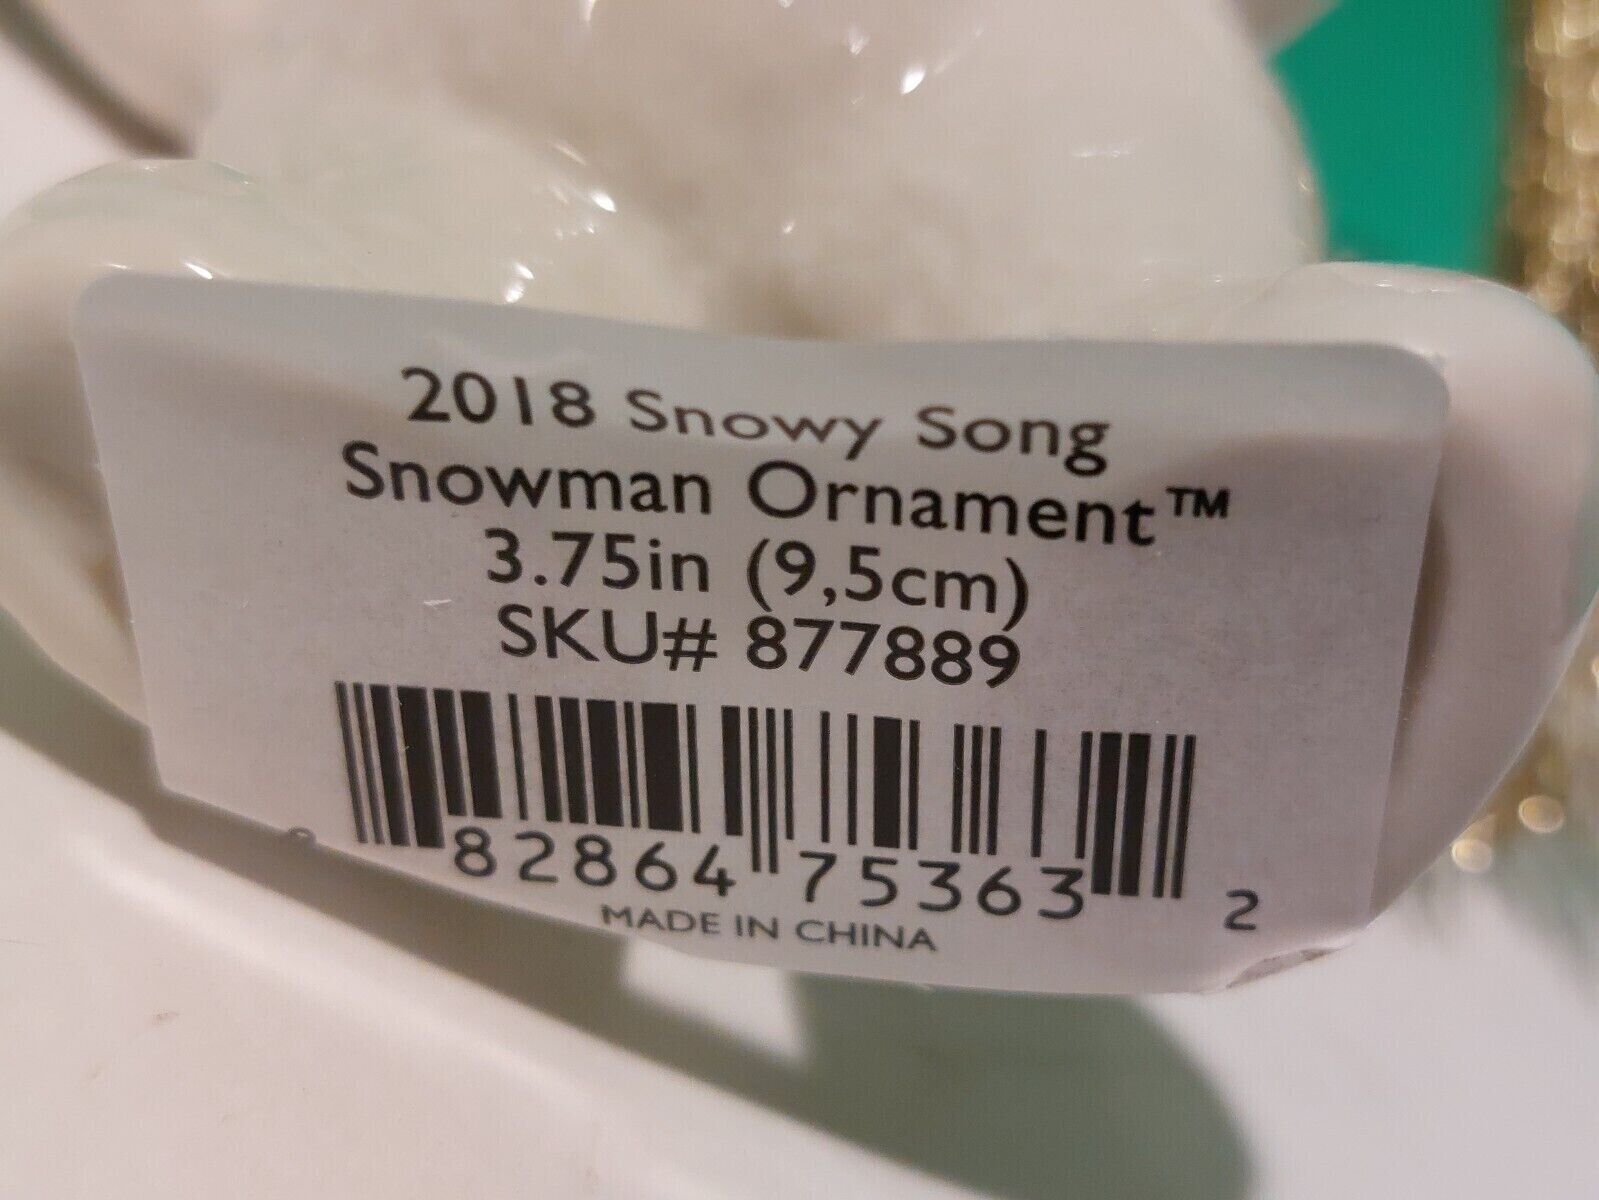 2018 Snowy Song
Snowman Ornament™
3.75in (9,5cm)
SKU# 877889
82864 75363 2
MADE IN CHINA